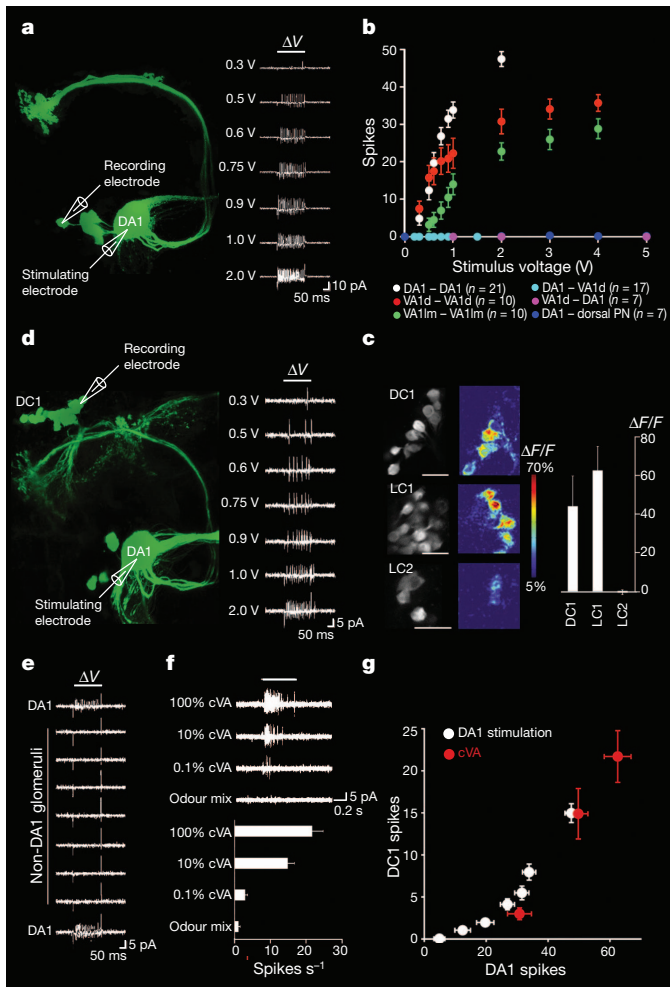 a
ΔV
0.3 V
0.5 V
0.6 V
0.75 V
0.9 V
1.0 V
2.0 V
10 pA
50 ms
Recording
electrode
DA1
Stimulating
electrode
b
Spikes
50
40
30
20
10
0
0 1 2 3 4 5
Stimulus voltage (V)
DA1 – DA1 (n = 21)
VA1d – VA1d (n = 10)
VA1lm – VA1lm (n = 10)
DA1 – VA1d (n = 17)
VA1d – DA1 (n = 7)
DA1 – dorsal PN (n = 7)
d
Recording
electrode
DC1
DA1
Stimulating
electrode
ΔV
0.3 V
0.5 V
0.6 V
0.75 V
0.9 V
1.0 V
2.0 V
5 pA
50 ms
c
DC1
LC1
LC2
ΔF/F
70%
5%
ΔF/F
80
60
40
20
0
DC1
LC1
LC2
e
ΔV
DA1
Non-DA1 glomeruli
DA1
5 pA
50 ms
f
100% cVA
10% cVA
0.1% cVA
Odour mix
5 pA
0.2 s
100% cVA
10% cVA
0.1% cVA
Odour mix
0 10 20 30
Spikes s⁻¹
g
DA1 stimulation
cVA
DC1 spikes
25
20
15
10
5
0
0 20 40 60
DA1 spikes